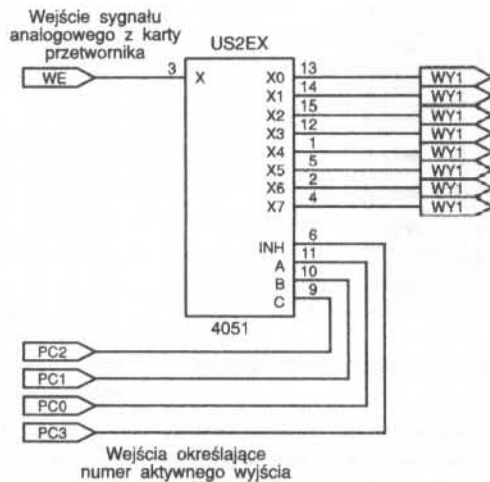 Wejście sygnału
analogowego z karty
przetwornika
US2EX
WE
3
X
X0
13
WY1
X1
14
WY1
X2
15
WY1
X3
12
WY1
X4
1
WY1
X5
5
WY1
X6
2
WY1
X7
4
WY1
INH
6
A
11
B
10
C
9
4051
PC2
PC1
PC0
PC3
Wejścia określające
numer aktywnego wyjścia